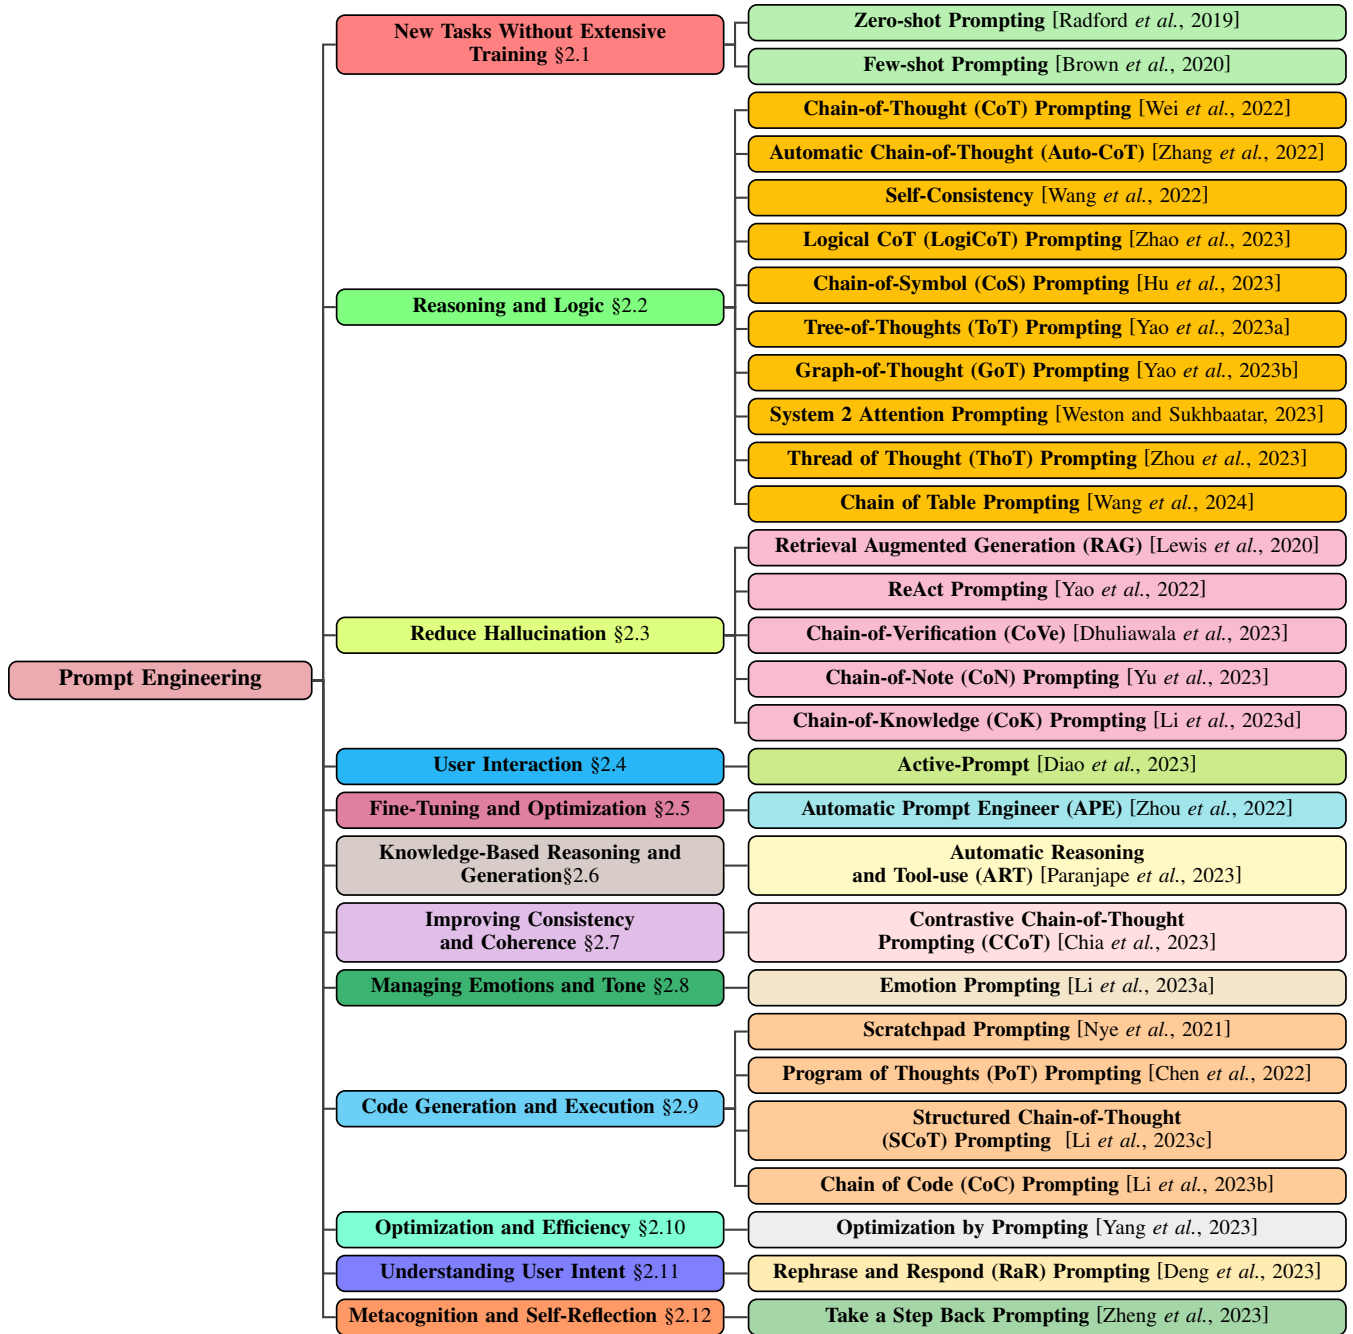 Prompt Engineering
New Tasks Without Extensive
Training §2.1
Zero-shot Prompting [Radford et al., 2019]
Few-shot Prompting [Brown et al., 2020]
Reasoning and Logic §2.2
Chain-of-Thought (CoT) Prompting [Wei et al., 2022]
Automatic Chain-of-Thought (Auto-CoT) [Zhang et al., 2022]
Self-Consistency [Wang et al., 2022]
Logical CoT (LogiCoT) Prompting [Zhao et al., 2023]
Chain-of-Symbol (CoS) Prompting [Hu et al., 2023]
Tree-of-Thoughts (ToT) Prompting [Yao et al., 2023a]
Graph-of-Thought (GoT) Prompting [Yao et al., 2023b]
System 2 Attention Prompting [Weston and Sukhbaatar, 2023]
Thread of Thought (ThoT) Prompting [Zhou et al., 2023]
Chain of Table Prompting [Wang et al., 2024]
Reduce Hallucination §2.3
Retrieval Augmented Generation (RAG) [Lewis et al., 2020]
ReAct Prompting [Yao et al., 2022]
Chain-of-Verification (CoVe) [Dhuliawala et al., 2023]
Chain-of-Note (CoN) Prompting [Yu et al., 2023]
Chain-of-Knowledge (CoK) Prompting [Li et al., 2023d]
User Interaction §2.4
Active-Prompt [Diao et al., 2023]
Fine-Tuning and Optimization §2.5
Automatic Prompt Engineer (APE) [Zhou et al., 2022]
Knowledge-Based Reasoning and
Generation§2.6
Automatic Reasoning
and Tool-use (ART) [Paranjape et al., 2023]
Improving Consistency
and Coherence §2.7
Contrastive Chain-of-Thought
Prompting (CCoT) [Chia et al., 2023]
Managing Emotions and Tone §2.8
Emotion Prompting [Li et al., 2023a]
Code Generation and Execution §2.9
Scratchpad Prompting [Nye et al., 2021]
Program of Thoughts (PoT) Prompting [Chen et al., 2022]
Structured Chain-of-Thought
(SCoT) Prompting [Li et al., 2023c]
Chain of Code (CoC) Prompting [Li et al., 2023b]
Optimization and Efficiency §2.10
Optimization by Prompting [Yang et al., 2023]
Understanding User Intent §2.11
Rephrase and Respond (RaR) Prompting [Deng et al., 2023]
Metacognition and Self-Reflection §2.12
Take a Step Back Prompting [Zheng et al., 2023]